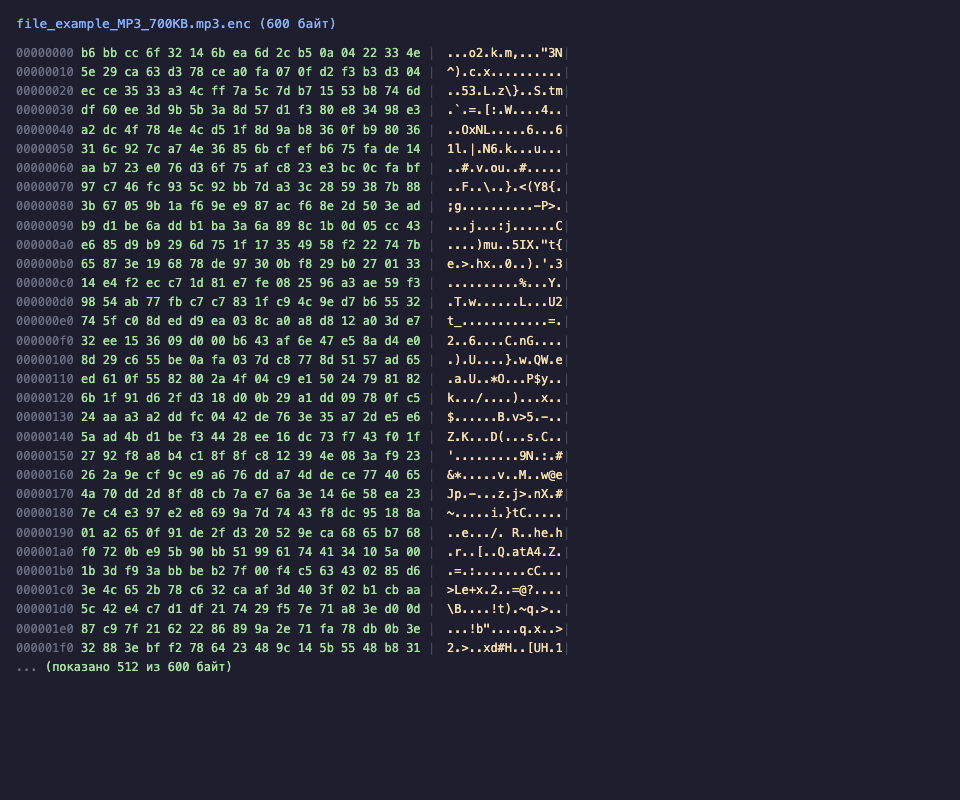 file_example_MP3_700KB.mp3.enc (600 байт)
00000000 b6 bb cc 6f 32 14 6b ea 6d 2c b5 0a 04 22 33 4e | ...o2.k.m,..."3N|
00000010 5e 29 ca 63 d3 78 ce a0 fa 07 0f d2 f3 b3 d3 04 | ^).c.x..........|
00000020 ec ce 35 33 a3 4c ff 7a 5c 7d b7 15 53 b8 74 6d | ..53.L.z\}..S.tm|
00000030 df 60 ee 3d 9b 5b 3a 8d 57 d1 f3 80 e8 34 98 e3 | .`.=.[:.W....4..|
00000040 a2 dc 4f 78 4e 4c d5 1f 8d 9a b8 36 0f b9 80 36 | ..OxNL.....6...6|
00000050 31 6c 92 7c a7 4e 36 85 6b cf ef b6 75 fa de 14 | 1l.|.N6.k...u...|
00000060 aa b7 23 e0 76 d3 6f 75 af c8 23 e3 bc 0c fa bf | ..#.v.ou..#.....|
00000070 97 c7 46 fc 93 5c 92 bb 7d a3 3c 28 59 38 7b 88 | ..F..\..}.<(Y8{.|
00000080 3b 67 05 9b 1a f6 9e e9 87 ac f6 8e 2d 50 3e ad | ;g..........-P>.|
00000090 b9 d1 be 6a dd b1 ba 3a 6a 89 8c 1b 0d 05 cc 43 | ...j...:j......C|
000000a0 e6 85 d9 b9 29 6d 75 1f 17 35 49 58 f2 22 74 7b | ....)mu..5IX."t{|
000000b0 65 87 3e 19 68 78 de 97 30 0b f8 29 b0 27 01 33 | e.>.hx..0..).'.3|
000000c0 14 e4 f2 ec c7 1d 81 e7 fe 08 25 96 a3 ae 59 f3 | ..........%...Y.|
000000d0 98 54 ab 77 fb c7 c7 83 1f c9 4c 9e d7 b6 55 32 | .T.w......L...U2|
000000e0 74 5f c0 8d ed d9 ea 03 8c a0 a8 d8 12 a0 3d e7 | t_............=.|
000000f0 32 ee 15 36 09 d0 00 b6 43 af 6e 47 e5 8a d4 e0 | 2..6....C.nG....|
00000100 8d 29 c6 55 be 0a fa 03 7d c8 77 8d 51 57 ad 65 | .).U....}.w.QW.e|
00000110 ed 61 0f 55 82 80 2a 4f 04 c9 e1 50 24 79 81 82 | .a.U..*O...P$y..|
00000120 6b 1f 91 d6 2f d3 18 d0 0b 29 a1 dd 09 78 0f c5 | k.../....)...x..|
00000130 24 aa a3 a2 dd fc 04 42 de 76 3e 35 a7 2d e5 e6 | $......B.v>5.-..|
00000140 5a ad 4b d1 be f3 44 28 ee 16 dc 73 f7 43 f0 1f | Z.K...D(...s.C..|
00000150 27 92 f8 a8 b4 c1 8f 8f c8 12 39 4e 08 3a f9 23 | '.........9N.:.#|
00000160 26 2a 9e cf 9c e9 a6 76 dd a7 4d de ce 77 40 65 | &*.....v..M..w@e|
00000170 4a 70 dd 2d 8f d8 cb 7a e7 6a 3e 14 6e 58 ea 23 | Jp.-...z.j>.nX.#|
00000180 7e c4 e3 97 e2 e8 69 9a 7d 74 43 f8 dc 95 18 8a | ~.....i.}tC.....|
00000190 01 a2 65 0f 91 de 2f d3 20 52 9e ca 68 65 b7 68 | ..e.../. R..he.h|
000001a0 f0 72 0b e9 5b 90 bb 51 99 61 74 41 34 10 5a 00 | .r..[..Q.atA4.Z.|
000001b0 1b 3d f9 3a bb be b2 7f 00 f4 c5 63 43 02 85 d6 | .=.:.......cC...|
000001c0 3e 4c 65 2b 78 c6 32 ca af 3d 40 3f 02 b1 cb aa | >Le+x.2..=@?....|
000001d0 5c 42 e4 c7 d1 df 21 74 29 f5 7e 71 a8 3e d0 0d | \B....!t).~q.>..|
000001e0 87 c9 7f 21 62 22 86 89 9a 2e 71 fa 78 db 0b 3e | ...!b"....q.x..>|
000001f0 32 88 3e bf f2 78 64 23 48 9c 14 5b 55 48 b8 31 | 2.>..xd#H..[UH.1|
... (показано 512 из 600 байт)